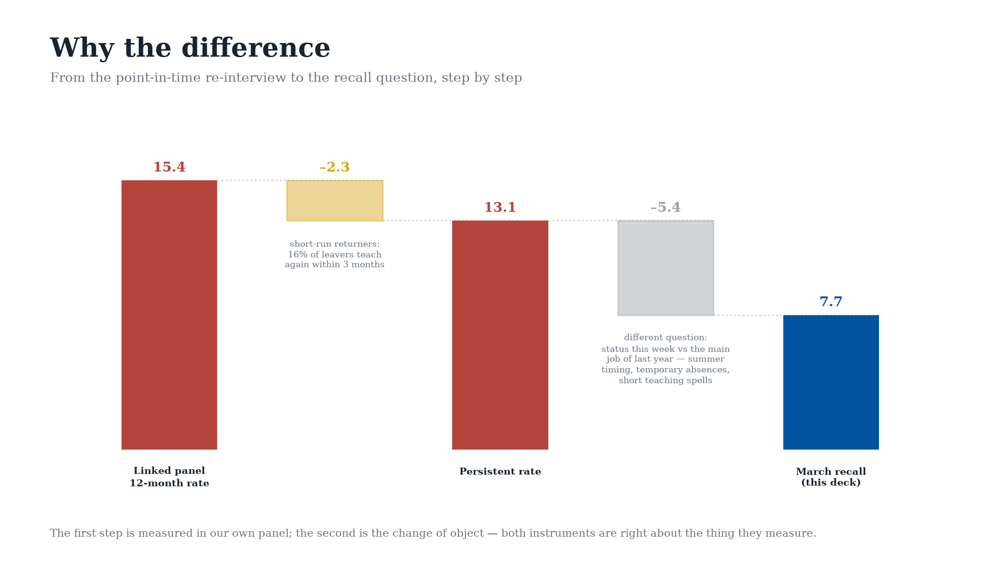 Why the difference
From the point-in-time re-interview to the recall question, step by step
15.4
–2.3
13.1
–5.4
7.7
short-run returners:
16% of leavers teach
again within 3 months
different question:
status this week vs the main
job of last year — summer
timing, temporary absences,
short teaching spells
Linked panel
12-month rate
Persistent rate
March recall
(this deck)
The first step is measured in our own panel; the second is the change of object — both instruments are right about the thing they measure.